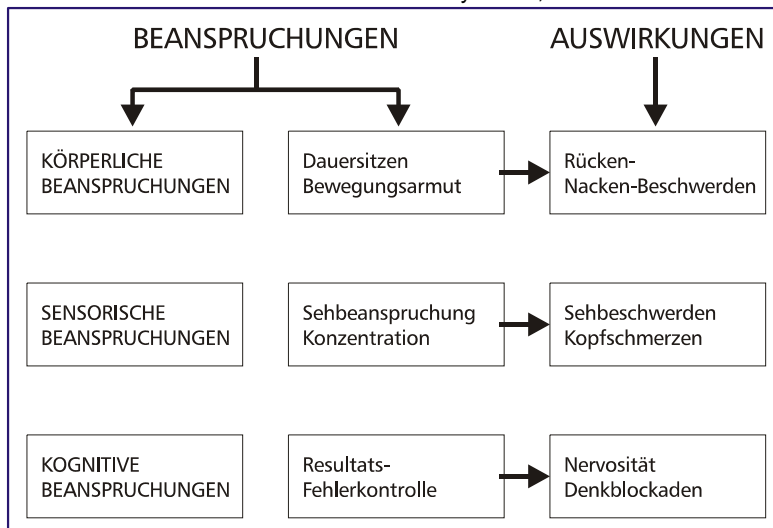 BEANSPRUCHUNGEN
AUSWIRKUNGEN
KÖRPERLICHE
BEANSPRUCHUNGEN
Dauersitzen
Bewegungsarmut
Rücken-
Nacken-Beschwerden
SENSORISCHE
BEANSPRUCHUNGEN
Sehbeanspruchung
Konzentration
Sehbeschwerden
Kopfschmerzen
KOGNITIVE
BEANSPRUCHUNGEN
Resultats-
Fehlerkontrolle
Nervosität
Denkblockaden